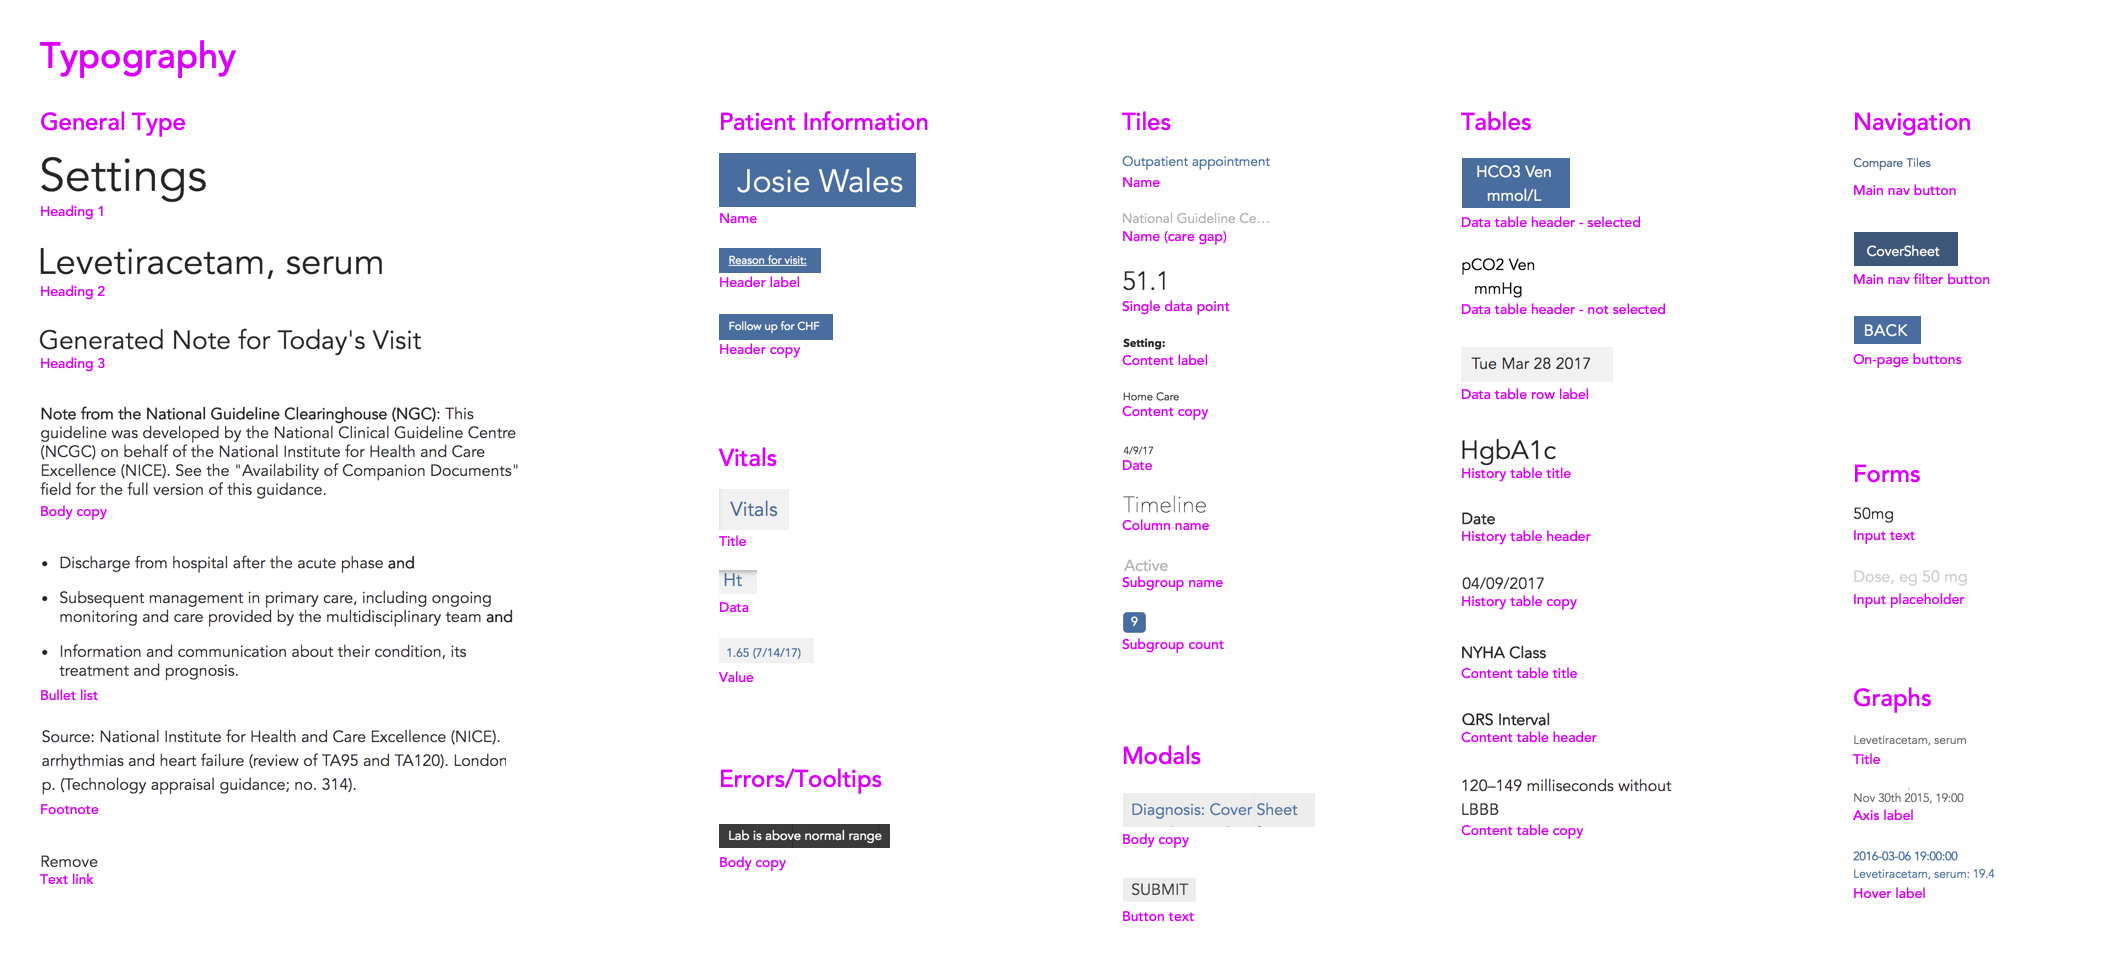 Typography
General Type
Settings
Heading 1
Levetiracetam, serum
Heading 2
Generated Note for Today's Visit
Heading 3
Note from the National Guideline Clearinghouse (NGC): This
guideline was developed by the National Clinical Guideline Centre
(NCGC) on behalf of the National Institute for Health and Care
Excellence (NICE). See the "Availability of Companion Documents"
field for the full version of this guidance.
Body copy
• Discharge from hospital after the acute phase and
• Subsequent management in primary care, including ongoing
monitoring and care provided by the multidisciplinary team and
• Information and communication about their condition, its
treatment and prognosis.
Bullet list
Source: National Institute for Health and Care Excellence (NICE).
arrhythmias and heart failure (review of TA95 and TA120). London
p. (Technology appraisal guidance; no. 314).
Footnote
Remove
Text link
Patient Information
Josie Wales
Name
Reason for visit:
Header label
Follow up for CHF
Header copy
Vitals
Vitals
Title
Ht
Data
1.65 (7/14/17)
Value
Errors/Tooltips
Lab is above normal range
Body copy
Tiles
Outpatient appointment
Name
National Guideline Ce...
Name (care gap)
51.1
Single data point
Setting:
Content label
Home Care
Content copy
4/9/17
Date
Timeline
Column name
Active
Subgroup name
9
Subgroup count
Modals
Diagnosis: Cover Sheet
Body copy
SUBMIT
Button text
Tables
HCO3 Ven
mmol/L
Data table header - selected
pCO2 Ven
mmHg
Data table header - not selected
Tue Mar 28 2017
Data table row label
HgbA1c
History table title
Date
History table header
04/09/2017
History table copy
NYHA Class
Content table title
QRS Interval
Content table header
120–149 milliseconds without
LBBB
Content table copy
Navigation
Compare Tiles
Main nav button
CoverSheet
Main nav filter button
BACK
On-page buttons
Forms
50mg
Input text
Dose, eg 50 mg
Input placeholder
Graphs
Levetiracetam, serum
Title
Nov 30th 2015, 19:00
Axis label
2016-03-06 19:00:00
Levetiracetam, serum: 19.4
Hover label